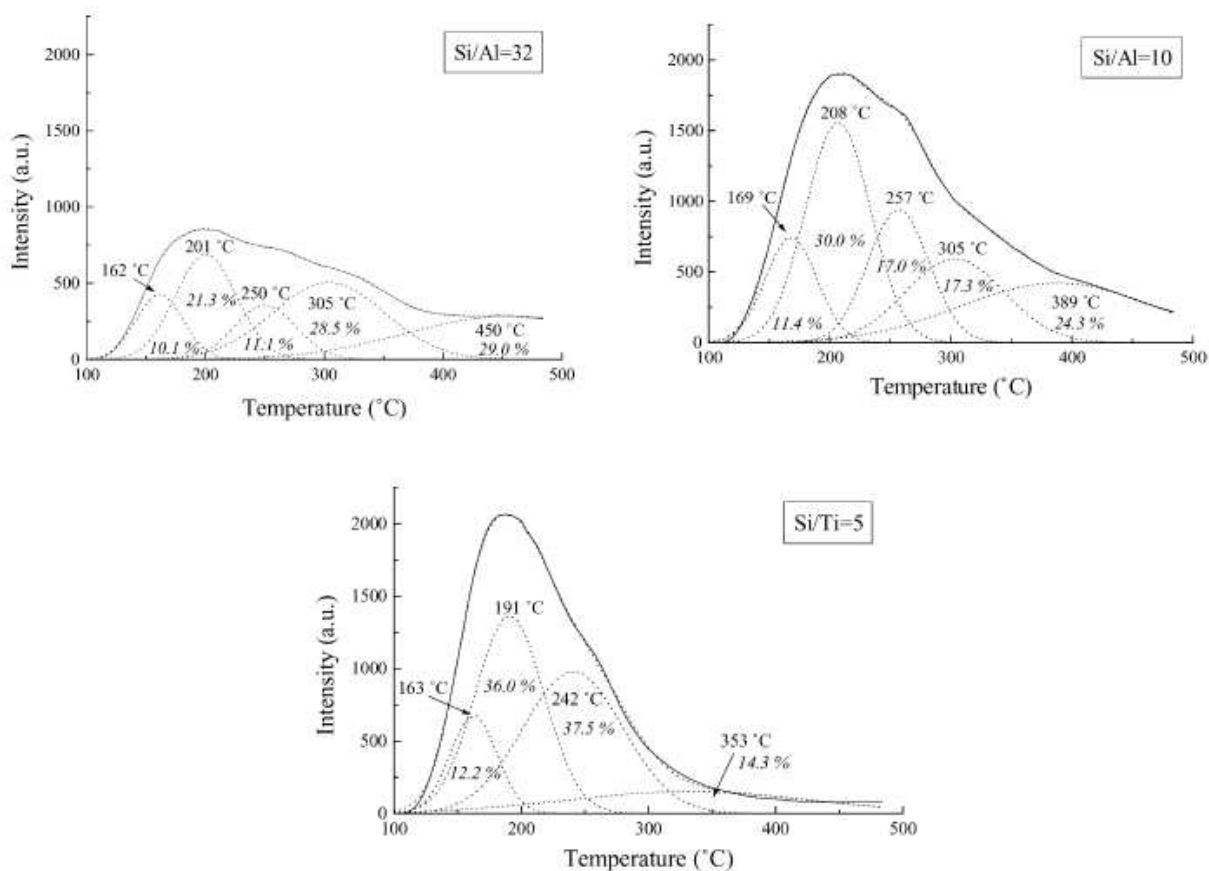 Si/Al=32
Intensity (a.u.)
2000
1500
1000
500
0
162 ˚C
201 ˚C
250 ˚C
305 ˚C
450 ˚C
10.1 %
21.3 %
11.1 %
28.5 %
29.0 %
100
200
300
400
500
Temperature (˚C)
Si/Al=10
Intensity (a.u.)
2000
1500
1000
500
0
169 ˚C
208 ˚C
257 ˚C
305 ˚C
389 ˚C
11.4 %
30.0 %
17.0 %
17.3 %
24.3 %
100
200
300
400
500
Temperature (˚C)
Si/Ti=5
Intensity (a.u.)
2000
1500
1000
500
0
163 ˚C
191 ˚C
242 ˚C
353 ˚C
12.2 %
36.0 %
37.5 %
14.3 %
100
200
300
400
500
Temperature (˚C)